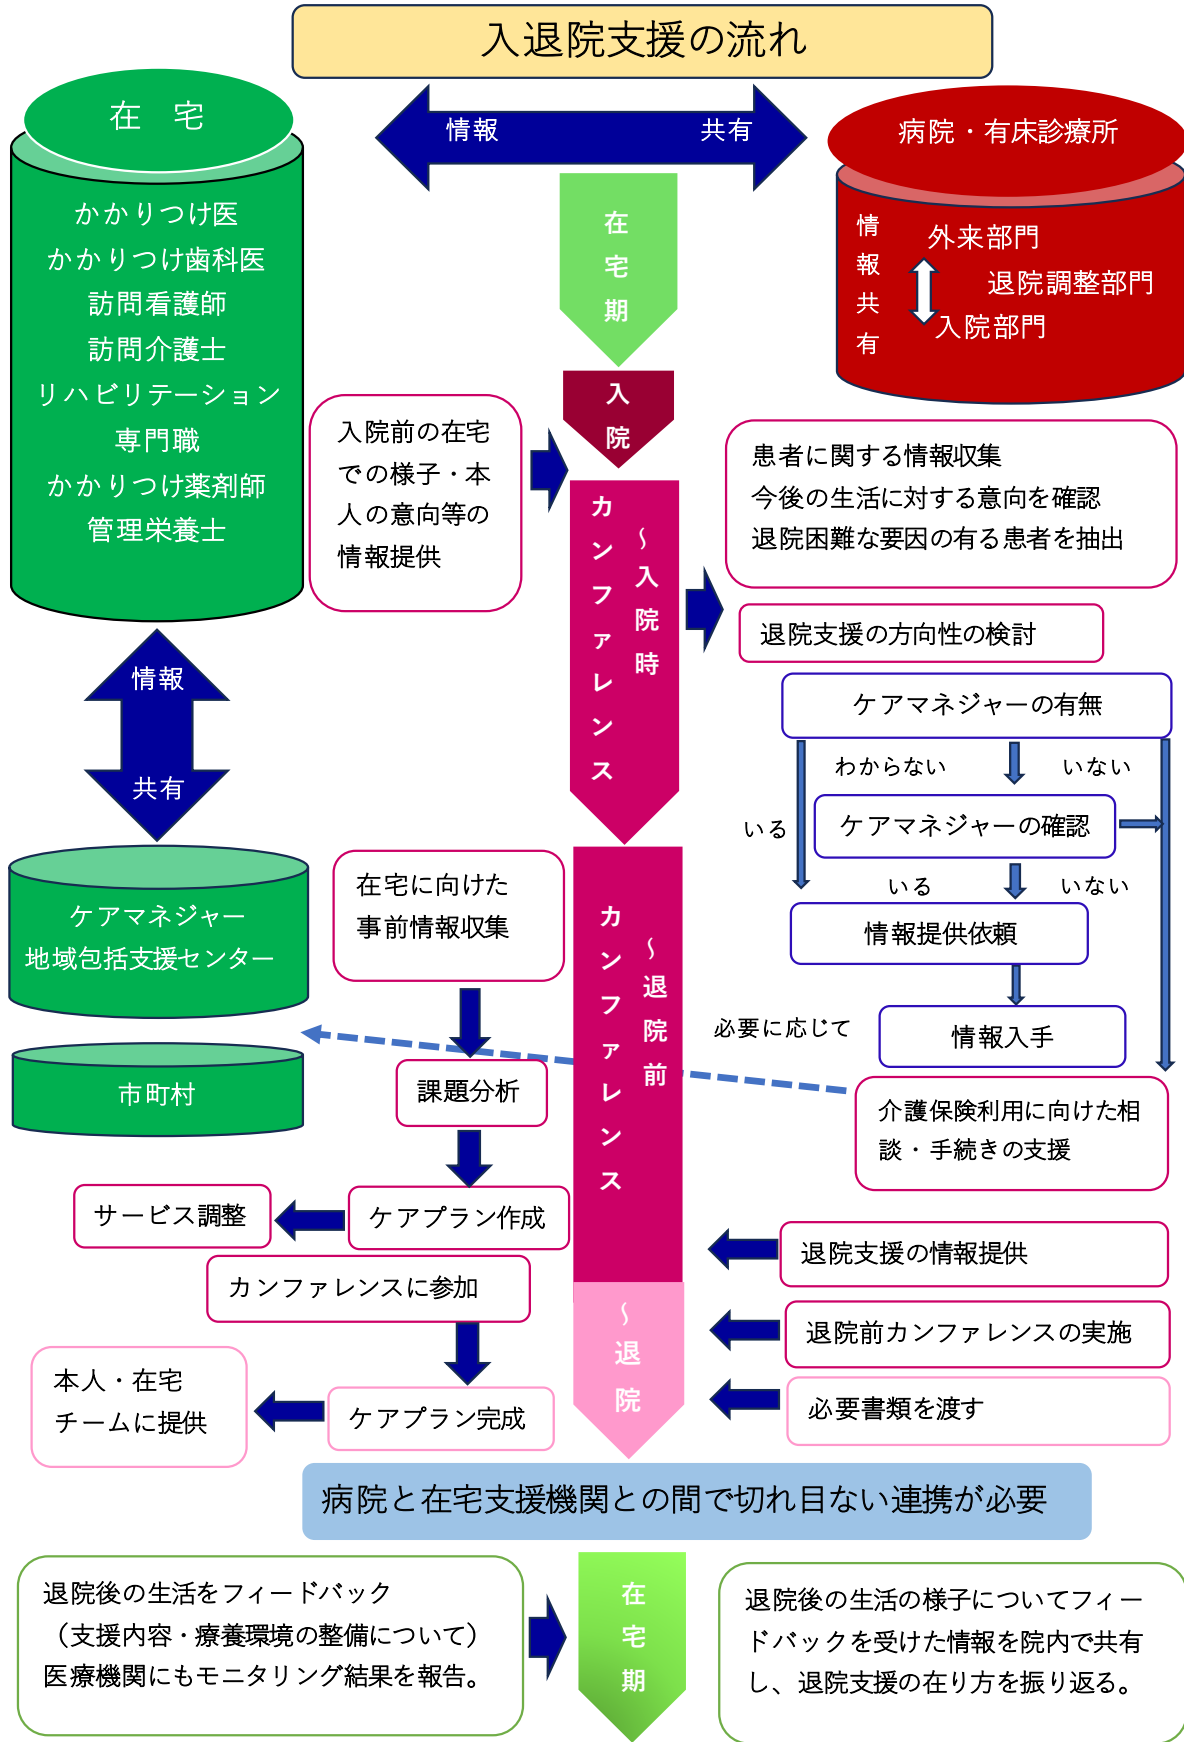 入退院支援の流れ
在　宅
情報
共有
病院・有床診療所
かかりつけ医
かかりつけ歯科医
訪問看護師
訪問介護士
リハビリテーション
専門職
かかりつけ薬剤師
管理栄養士
在宅期
情報共有
外来部門
退院調整部門
入院部門
入院
入院前の在宅
での様子・本
人の意向等の
情報提供
カンファレンス
～入院時
患者に関する情報収集
今後の生活に対する意向を確認
退院困難な要因の有る患者を抽出
退院支援の方向性の検討
情報
共有
ケアマネジャーの有無
わからない
いない
いる
ケアマネジャーの確認
いる
いない
情報提供依頼
情報入手
ケアマネジャー
地域包括支援センター
市町村
在宅に向けた
事前情報収集
カンファレンス
～退院前
必要に応じて
課題分析
介護保険利用に向けた相
談・手続きの支援
サービス調整
ケアプラン作成
カンファレンスに参加
退院支援の情報提供
～退院
退院前カンファレンスの実施
本人・在宅
チームに提供
ケアプラン完成
必要書類を渡す
病院と在宅支援機関との間で切れ目ない連携が必要
退院後の生活をフィードバック
（支援内容・療養環境の整備について）
医療機関にもモニタリング結果を報告。
在宅期
退院後の生活の様子についてフィー
ドバックを受けた情報を院内で共有
し、退院支援の在り方を振り返る。